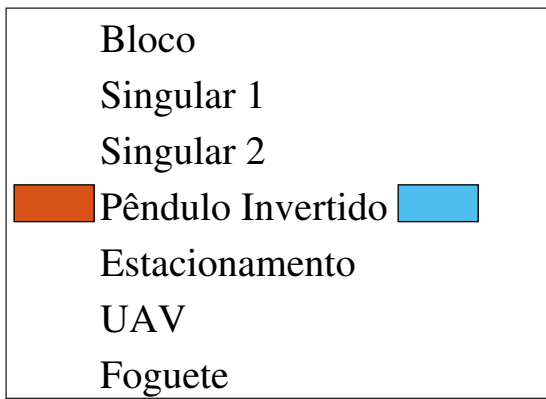 Bloco
Singular 1
Singular 2
Pêndulo Invertido
Estacionamento
UAV
Foguete